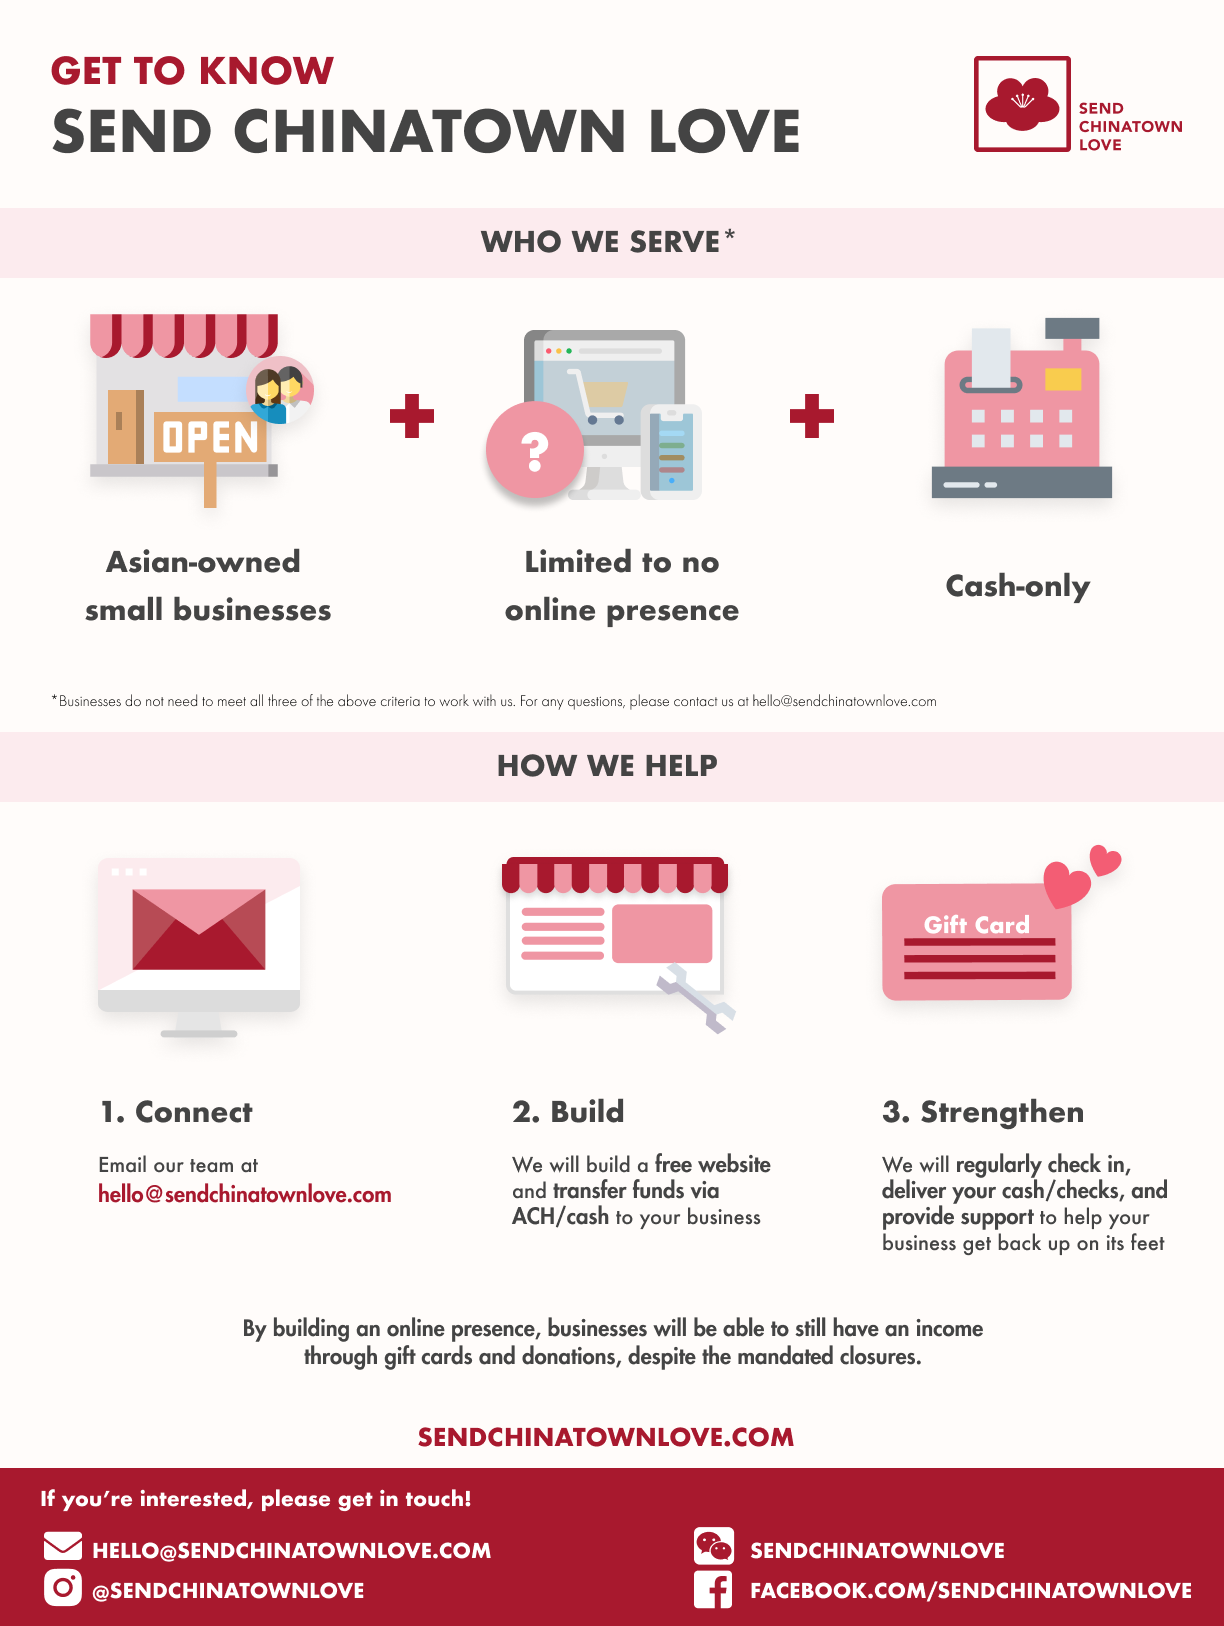 GET TO KNOW
SEND CHINATOWN LOVE
SEND
CHINATOWN
LOVE
WHO WE SERVE*
OPEN
?
Asian-owned
small businesses
Limited to no
online presence
Cash-only
*Businesses do not need to meet all three of the above criteria to work with us. For any questions, please contact us at hello@sendchinatownlove.com
HOW WE HELP
Gift Card
1. Connect
Email our team at
hello@sendchinatownlove.com
2. Build
We will build a free website
and transfer funds via
ACH/cash to your business
3. Strengthen
We will regularly check in,
deliver your cash/checks, and
provide support to help your
business get back up on its feet
By building an online presence, businesses will be able to still have an income
through gift cards and donations, despite the mandated closures.
SENDCHINATOWNLOVE.COM
If you're interested, please get in touch!
HELLO@SENDCHINATOWNLOVE.COM
@SENDCHINATOWNLOVE
SENDCHINATOWNLOVE
FACEBOOK.COM/SENDCHINATOWNLOVE